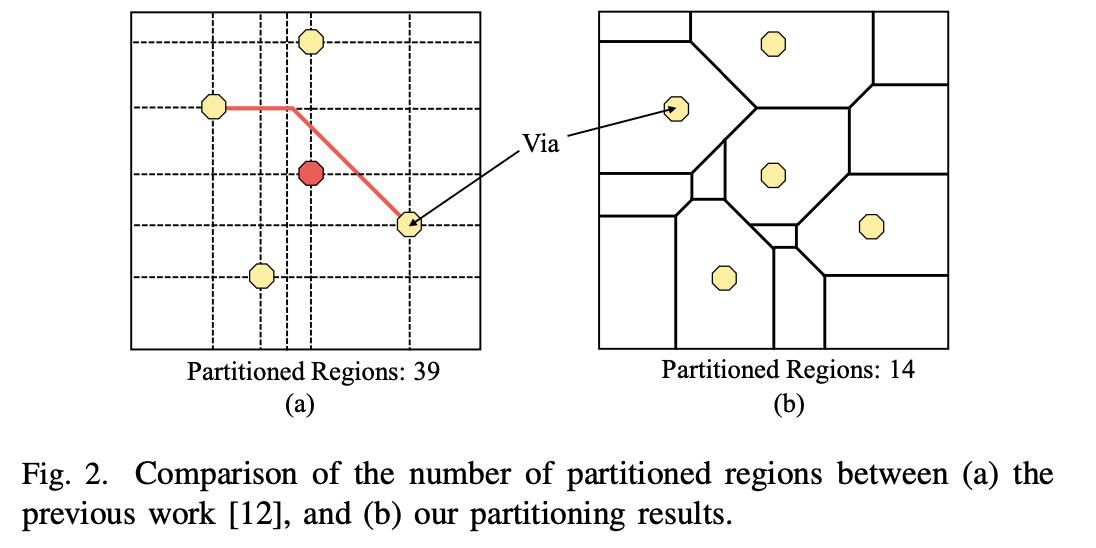 Via
Partitioned Regions: 39
Partitioned Regions: 14
(a)
(b)
Fig. 2. Comparison of the number of partitioned regions between (a) the
previous work [12], and (b) our partitioning results.